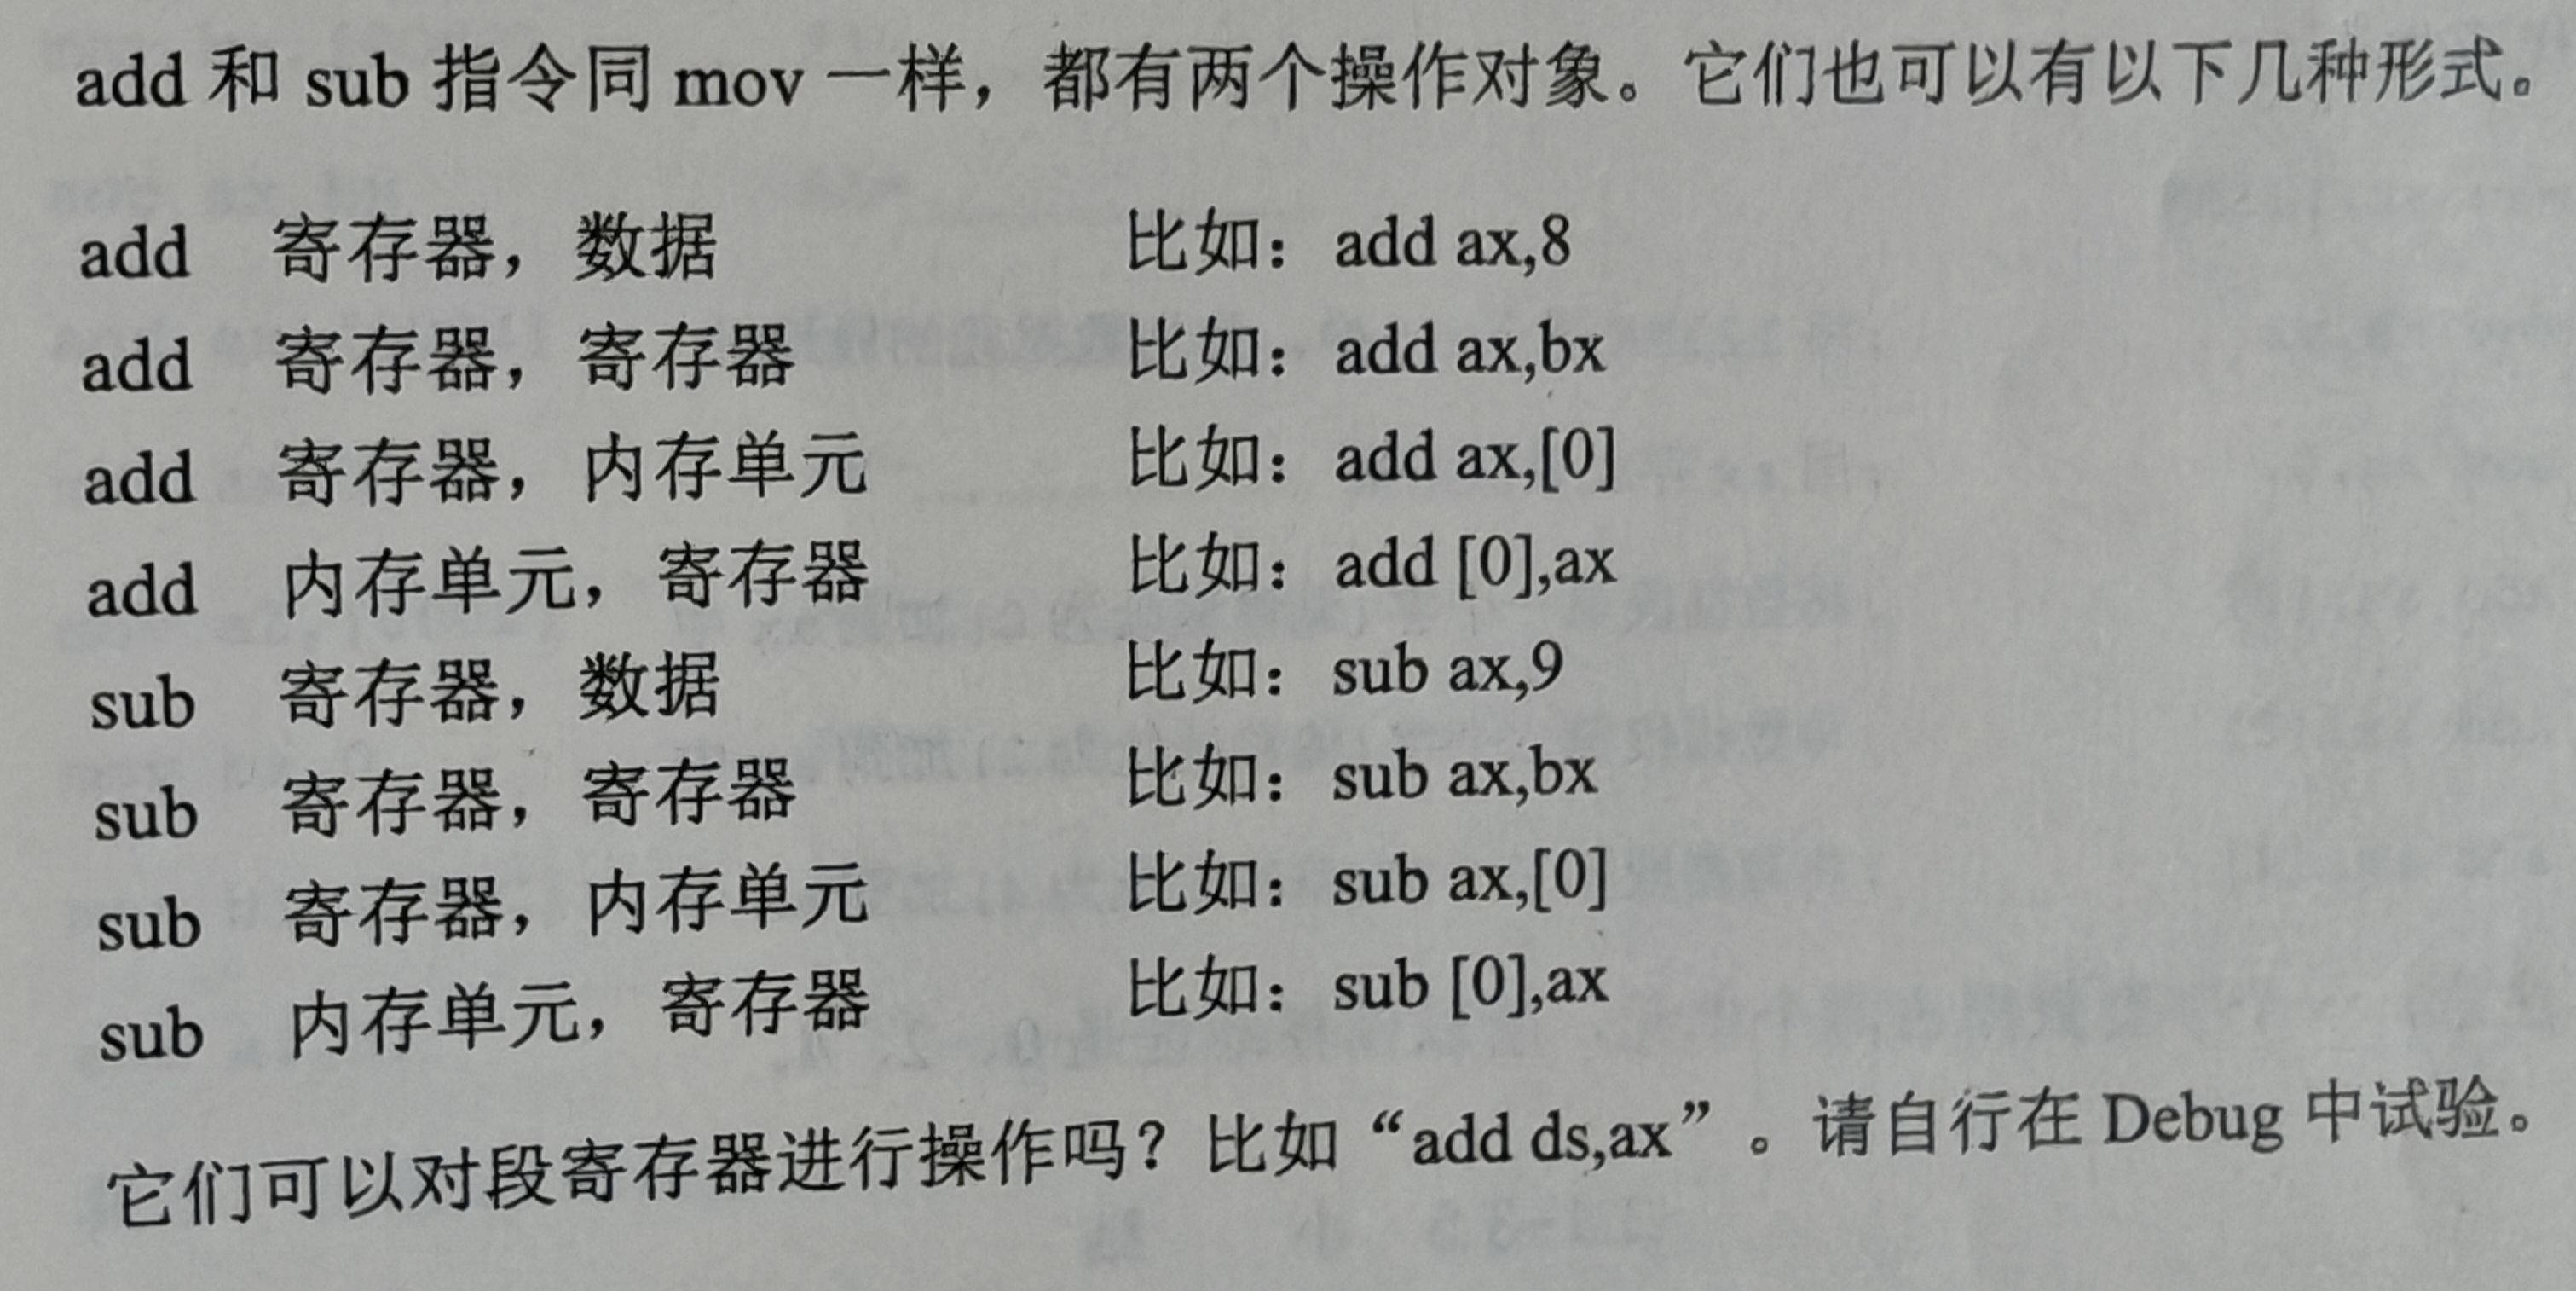 add 和 sub 指令同 mov 一样，都有两个操作对象。它们也可以有以下几种形式。
add 寄存器，数据 比如：add ax,8
add 寄存器，寄存器 比如：add ax,bx
add 寄存器，内存单元 比如：add ax,[0]
add 内存单元，寄存器 比如：add [0],ax
sub 寄存器，数据 比如：sub ax,9
sub 寄存器，寄存器 比如：sub ax,bx
sub 寄存器，内存单元 比如：sub ax,[0]
sub 内存单元，寄存器 比如：sub [0],ax
它们可以对段寄存器进行操作吗？比如“add ds,ax”。请自行在 Debug 中试验。